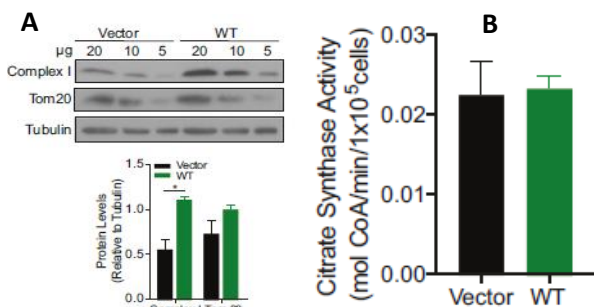 A
Vector WT
µg 20 10 5 20 10 5
Complex I
Tom20
Tubulin
Protein Levels
(Relative to Tubulin)
1.5
1.0
0.5
0.0
Vector
WT
*
B
Citrate Synthase Activity
(mol CoA/min/1x10⁵cells)
0.03
0.02
0.01
0.00
Vector WT